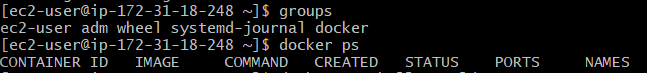 [ec2-user@ip-172-31-18-248 ~]$ groups
ec2-user adm wheel systemd-journal docker
[ec2-user@ip-172-31-18-248 ~]$ docker ps
CONTAINER ID   IMAGE     COMMAND   CREATED   STATUS    PORTS     NAMES